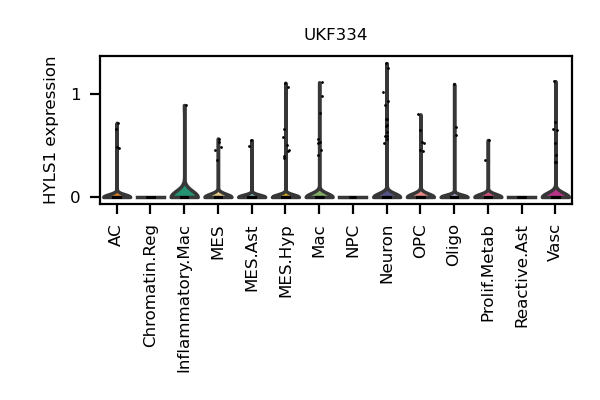 UKF334
HYLS1 expression
1
0
AC
Chromatin.Reg
Inflammatory.Mac
MES
MES.Ast
MES.Hyp
Mac
NPC
Neuron
OPC
Oligo
Prolif.Metab
Reactive.Ast
Vasc